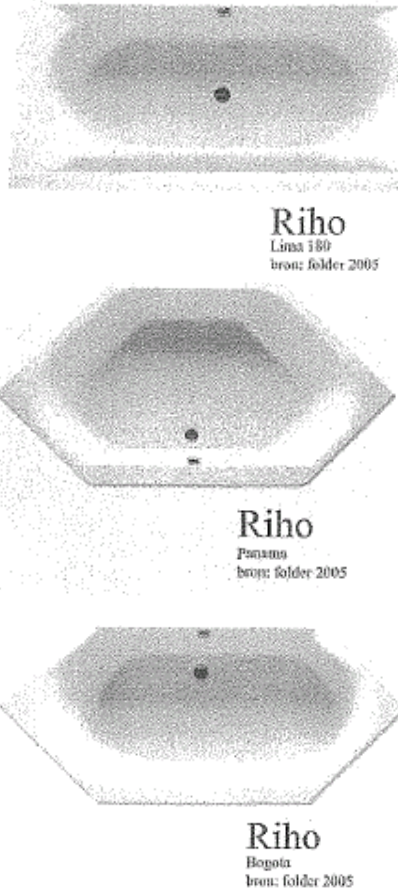 Riho
Lima 180
bron: folder 2005
Riho
Panama
bron: folder 2005
Riho
Bogota
bron: folder 2005